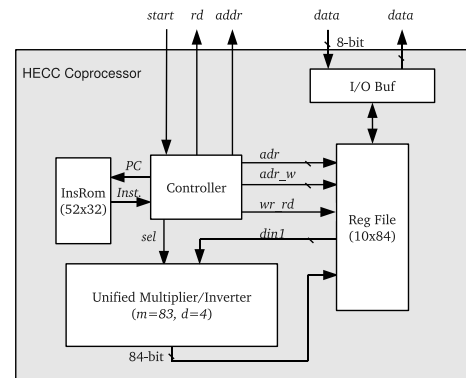 start rd addr data data
8-bit
HECC Coprocessor
I/O Buf
PC
InsRom
(52x32)
Inst.
Controller
adr
adr_w
wr_rd
Reg File
(10x84)
sel
din1
Unified Multiplier/Inverter
(m=83, d=4)
84-bit